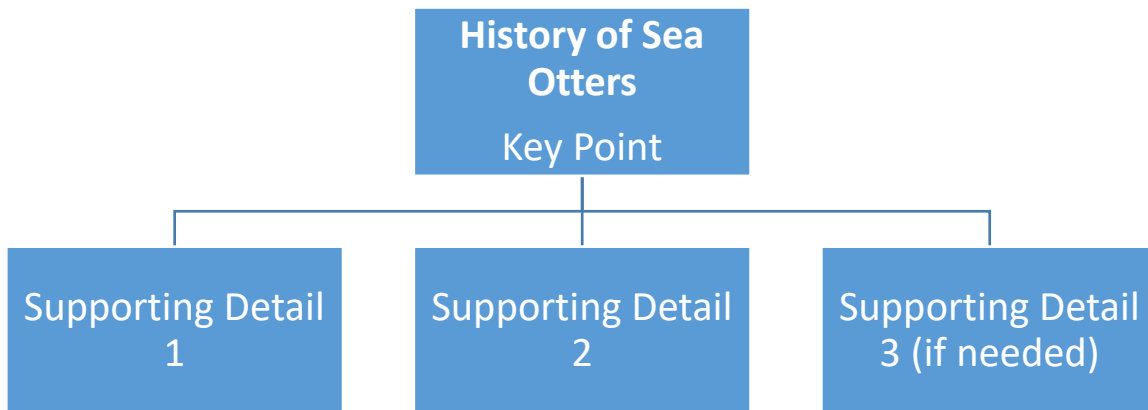 History of Sea
Otters
Key Point
Supporting Detail
1
Supporting Detail
2
Supporting Detail
3 (if needed)